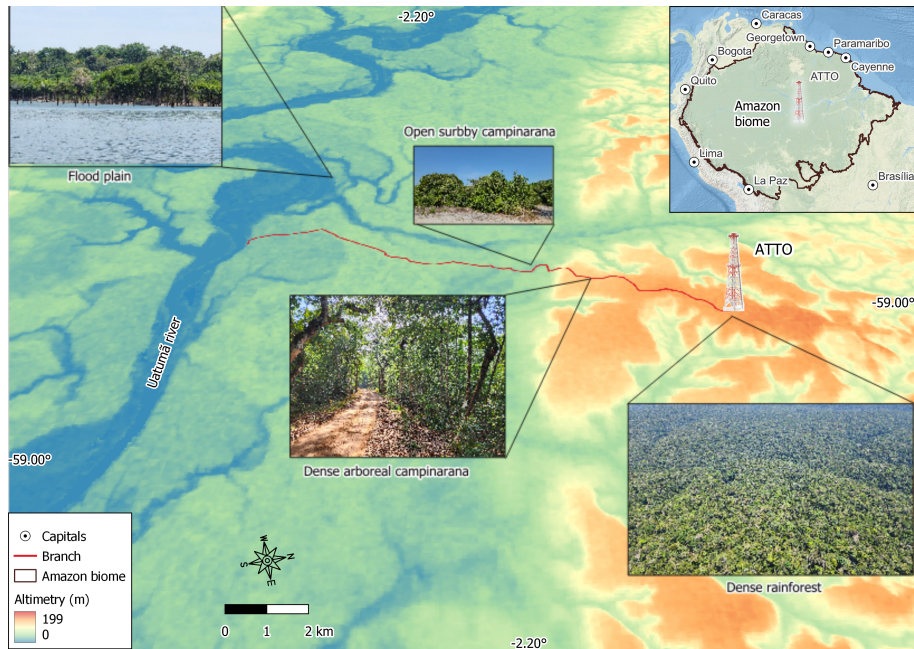 -2.20°
Flood plain
Open surbby campinarana
Caracas
Georgetown
Paramaribo
Bogota
Cayenne
ATTO
Quito
Amazon
biome
Lima
La Paz
Brasília
ATTO
-59.00°
Uatumã river
-59.00°
Dense arboreal campinarana
Dense rainforest
Capitals
Branch
Amazon biome
Altimetry (m)
199
0
W
N
S
E
0 1 2 km
-2.20°